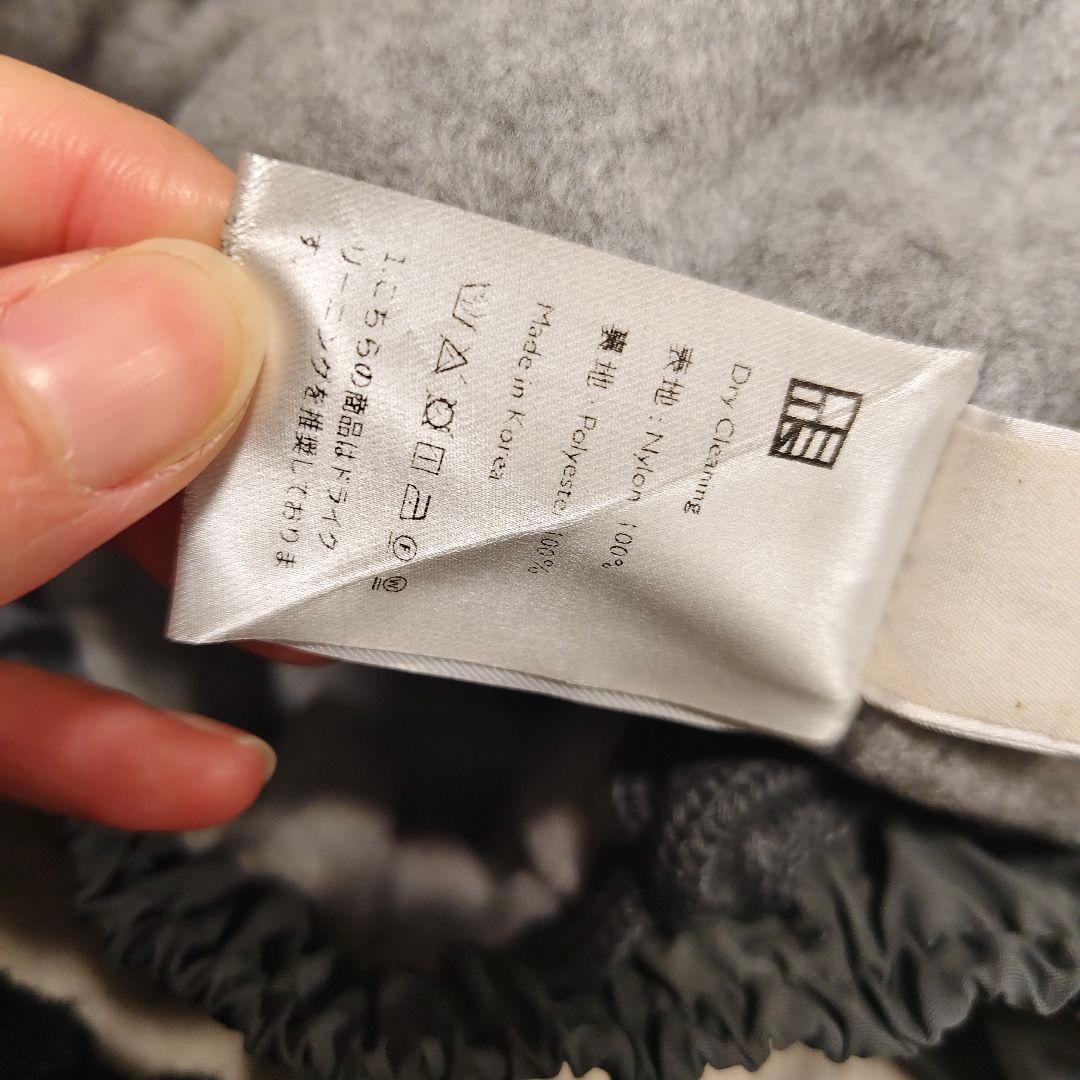 Dry Cleaning
表地：Nylon 100%
裏地：Polyester 100%
Made in Korea
1.こちらの商品はドライク
リーニングを推奨しておりま
す